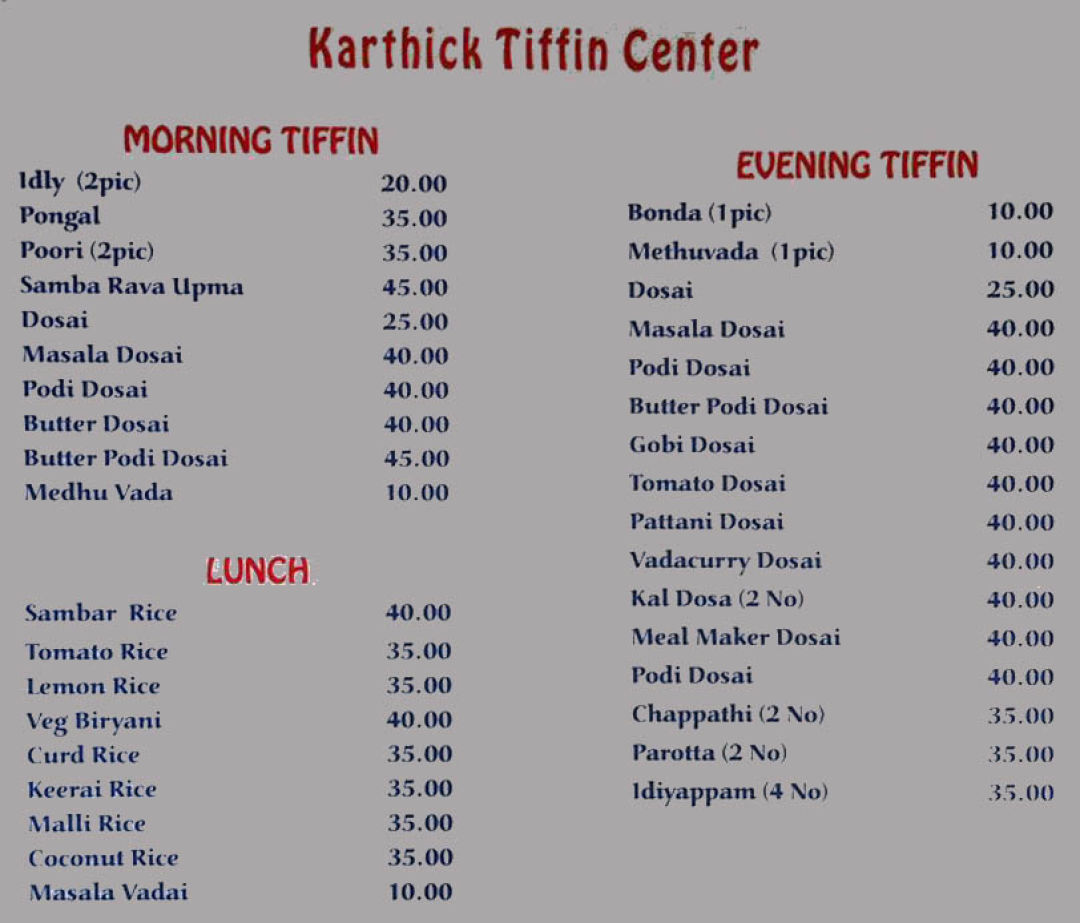 Karthick Tiffin Center
MORNING TIFFIN
Idly (2pic) 20.00
Pongal 35.00
Poori (2pic) 35.00
Samba Rava Upma 45.00
Dosai 25.00
Masala Dosai 40.00
Podi Dosai 40.00
Butter Dosai 40.00
Butter Podi Dosai 45.00
Medhu Vada 10.00
LUNCH
Sambar Rice 40.00
Tomato Rice 35.00
Lemon Rice 35.00
Veg Biryani 40.00
Curd Rice 35.00
Keerai Rice 35.00
Malli Rice 35.00
Coconut Rice 35.00
Masala Vadai 10.00
EVENING TIFFIN
Bonda (1pic) 10.00
Methuvada (1pic) 10.00
Dosai 25.00
Masala Dosai 40.00
Podi Dosai 40.00
Butter Podi Dosai 40.00
Gobi Dosai 40.00
Tomato Dosai 40.00
Pattani Dosai 40.00
Vadacurry Dosai 40.00
Kal Dosa (2 No) 40.00
Meal Maker Dosai 40.00
Podi Dosai 40.00
Chappathi (2 No) 35.00
Parotta (2 No) 35.00
Idiyappam (4 No) 35.00